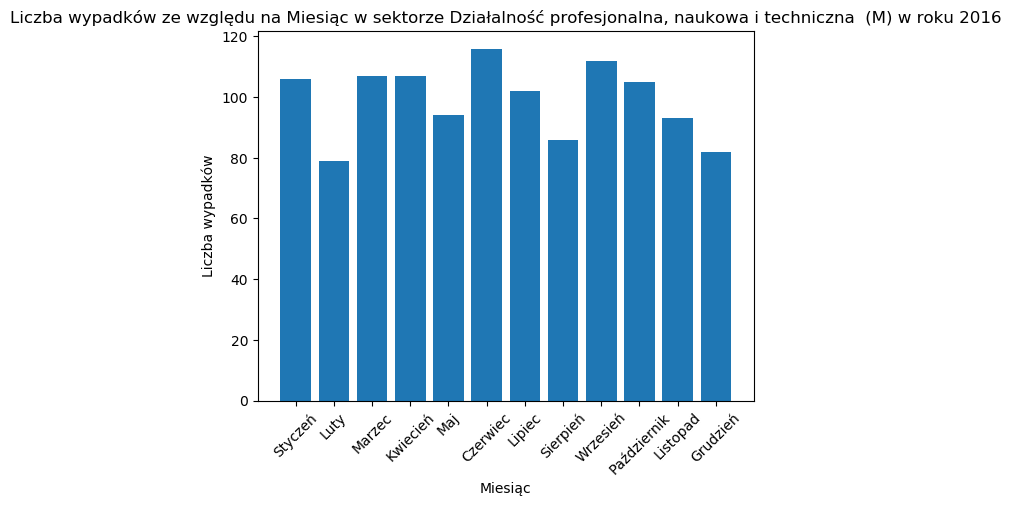 Liczba wypadków ze względu na Miesiąc w sektorze Działalność profesjonalna, naukowa i techniczna  (M) w roku 2016
120
100
80
60
40
20
0
Liczba wypadków
Styczeń
Luty
Marzec
Kwiecień
Maj
Czerwiec
Lipiec
Sierpień
Wrzesień
Październik
Listopad
Grudzień
Miesiąc